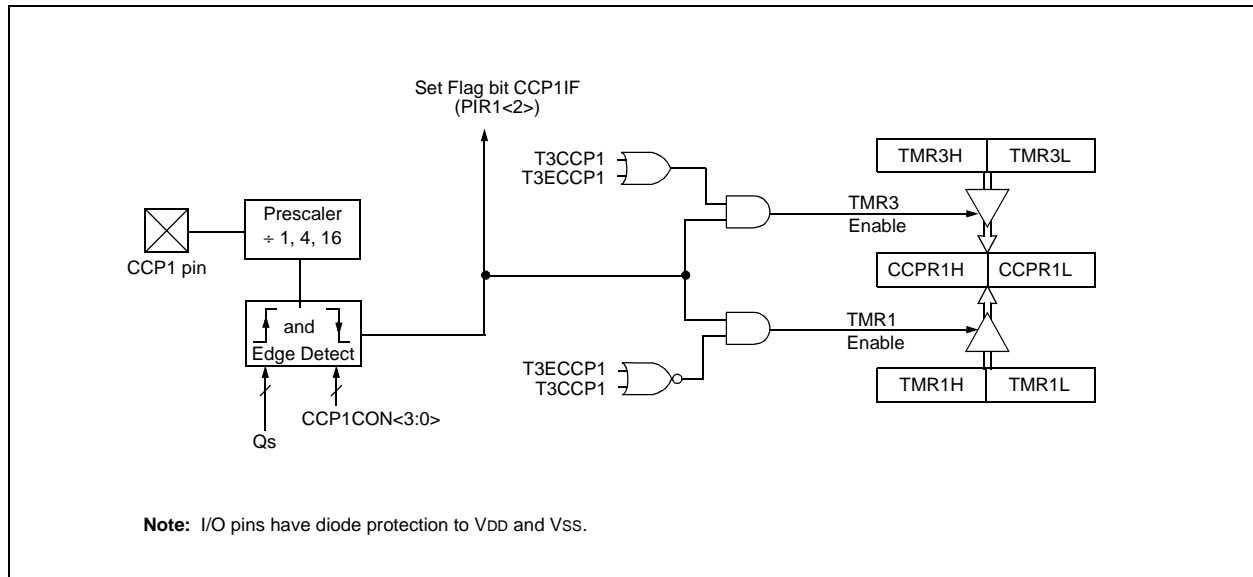 Set Flag bit CCP1IF
(PIR1<2>)
T3CCP1
T3ECCP1
TMR3H TMR3L
Prescaler
÷ 1, 4, 16
CCP1 pin
TMR3
Enable
CCPR1H CCPR1L
and
Edge Detect
TMR1
Enable
T3ECCP1
T3CCP1
TMR1H TMR1L
CCP1CON<3:0>
Qs
Note: I/O pins have diode protection to VDD and VSS.